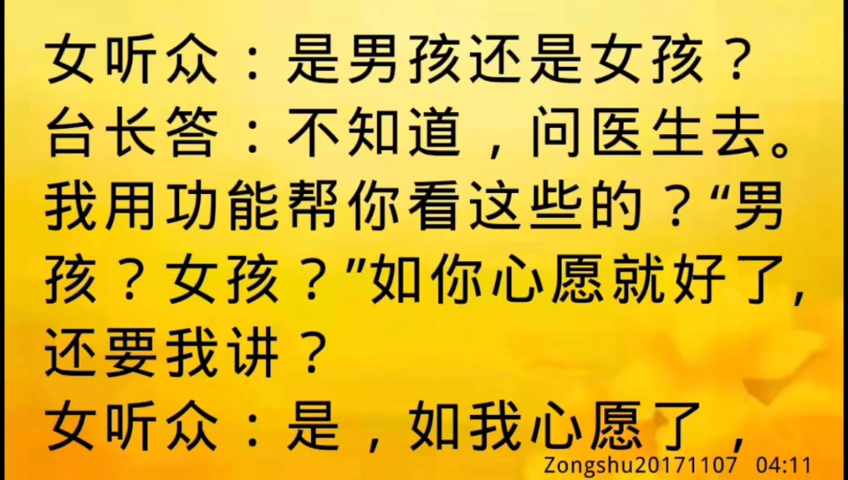 女听众：是男孩还是女孩？
台长答：不知道，问医生去。
我用功能帮你看这些的？“男
孩？女孩？”如你心愿就好了，
还要我讲？
女听众：是，如我心愿了，
Zongshu20171107 04:11